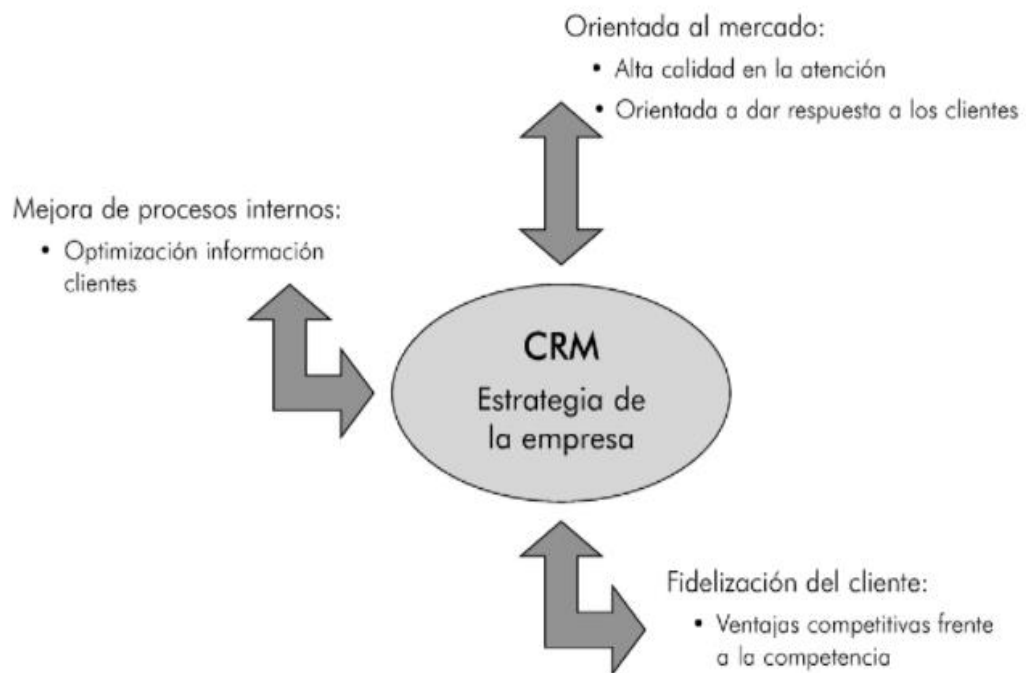 Orientada al mercado:
• Alta calidad en la atención
• Orientada a dar respuesta a los clientes
Mejora de procesos internos:
• Optimización información
clientes
CRM
Estrategia de
la empresa
Fidelización del cliente:
• Ventajas competitivas frente
a la competencia